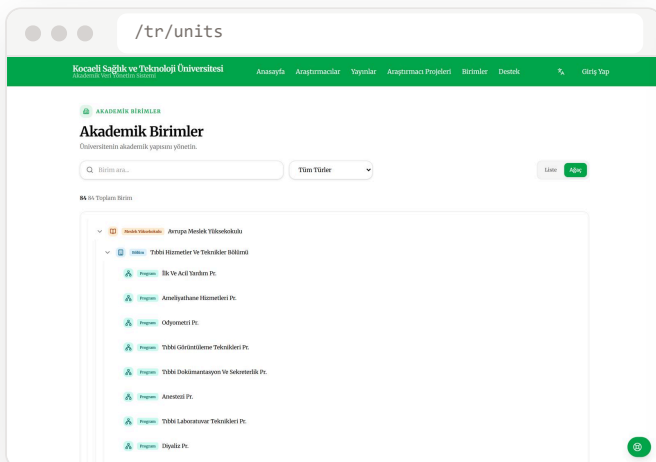 /tr/units
Kocaeli Sağlık ve Teknoloji Üniversitesi
Akademik Veri Yönetim Sistemi
Anasayfa Araştırmacılar Yayınlar Araştırmacı Projeleri Birimler Destek Giriş Yap
AKADEMİK BİRİMLER
Akademik Birimler
Üniversitenin akademik yapısını yönetin.
Birim ara... Tüm Türler Liste Ağaç
84 84 Toplam Birim
Meslek Yüksekokulu Avrupa Meslek Yüksekokulu
Bölüm Tıbbi Hizmetler Ve Teknikler Bölümü
Program İlk Ve Acil Yardım Pr.
Program Ameliyathane Hizmetleri Pr.
Program Odyometri Pr.
Program Tıbbi Görüntüleme Teknikleri Pr.
Program Tıbbi Dokümantasyon Ve Sekreterlik Pr.
Program Anestezi Pr.
Program Tıbbi Laboratuvar Teknikleri Pr.
Program Diyaliz Pr.